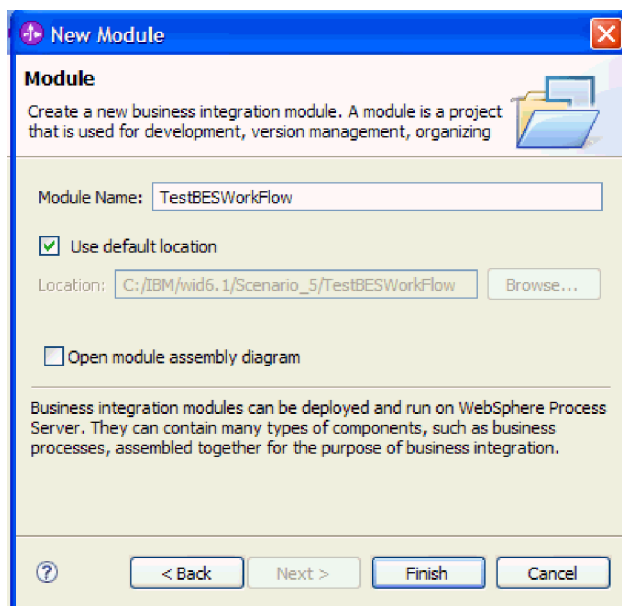 New Module
Module
Create a new business integration module. A module is a project
that is used for development, version management, organizing
Module Name: TestBESWorkFlow
Use default location
Location: C:/IBM/wid6.1/Scenario_5/TestBESWorkFlow Browse...
Open module assembly diagram
Business integration modules can be deployed and run on WebSphere Process
Server. They can contain many types of components, such as business
processes, assembled together for the purpose of business integration.
? < Back Next > Finish Cancel